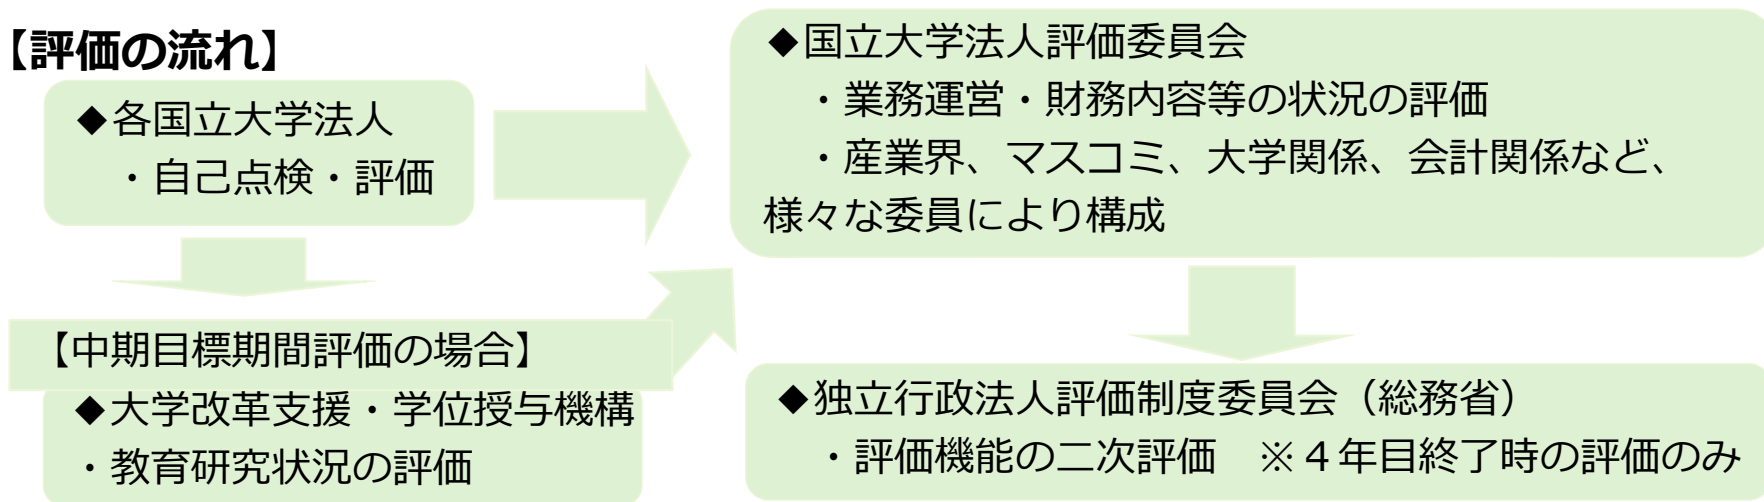 【評価の流れ】
◆各国立大学法人
・自己点検・評価
◆国立大学法人評価委員会
・業務運営・財務内容等の状況の評価
・産業界、マスコミ、大学関係、会計関係など、
様々な委員により構成
【中期目標期間評価の場合】
◆大学改革支援・学位授与機構
・教育研究状況の評価
◆独立行政法人評価制度委員会（総務省）
・評価機能の二次評価　※４年目終了時の評価のみ